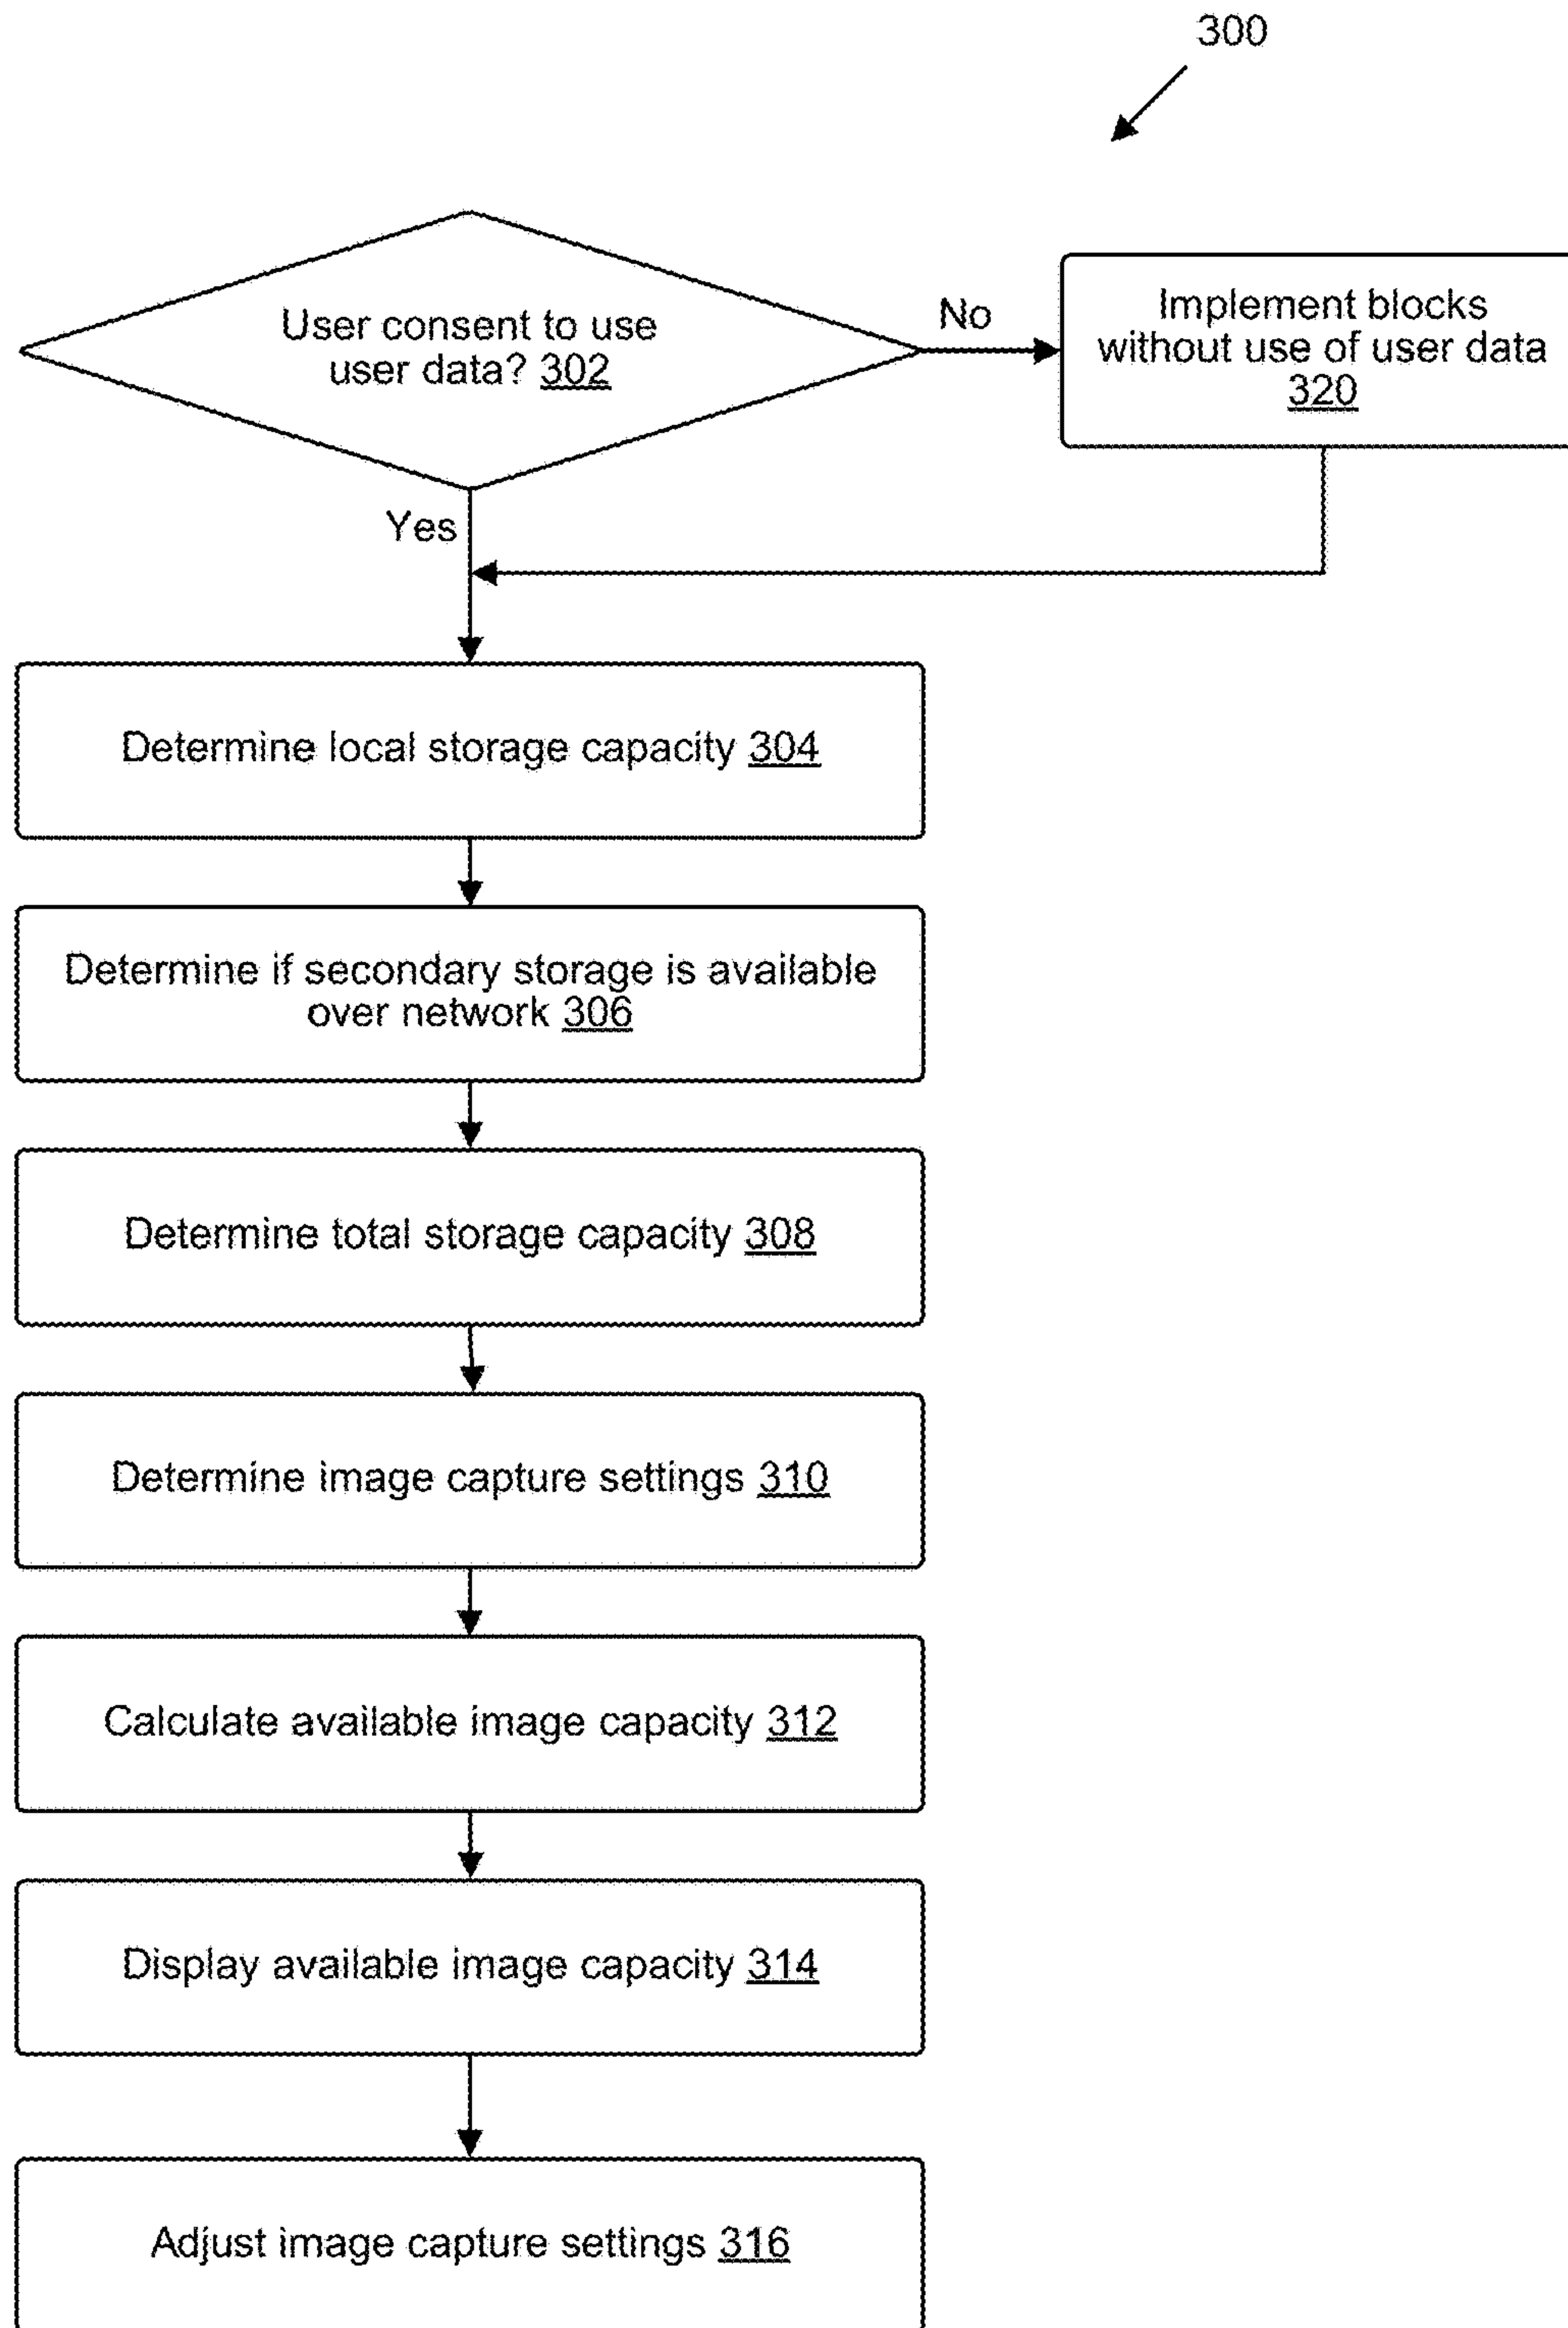 300
User consent to use
user data? 302
No
Implement blocks
without use of user data
320
Yes
Determine local storage capacity 304
Determine if secondary storage is available
over network 306
Determine total storage capacity 308
Determine image capture settings 310
Calculate available image capacity 312
Display available image capacity 314
Adjust image capture settings 316